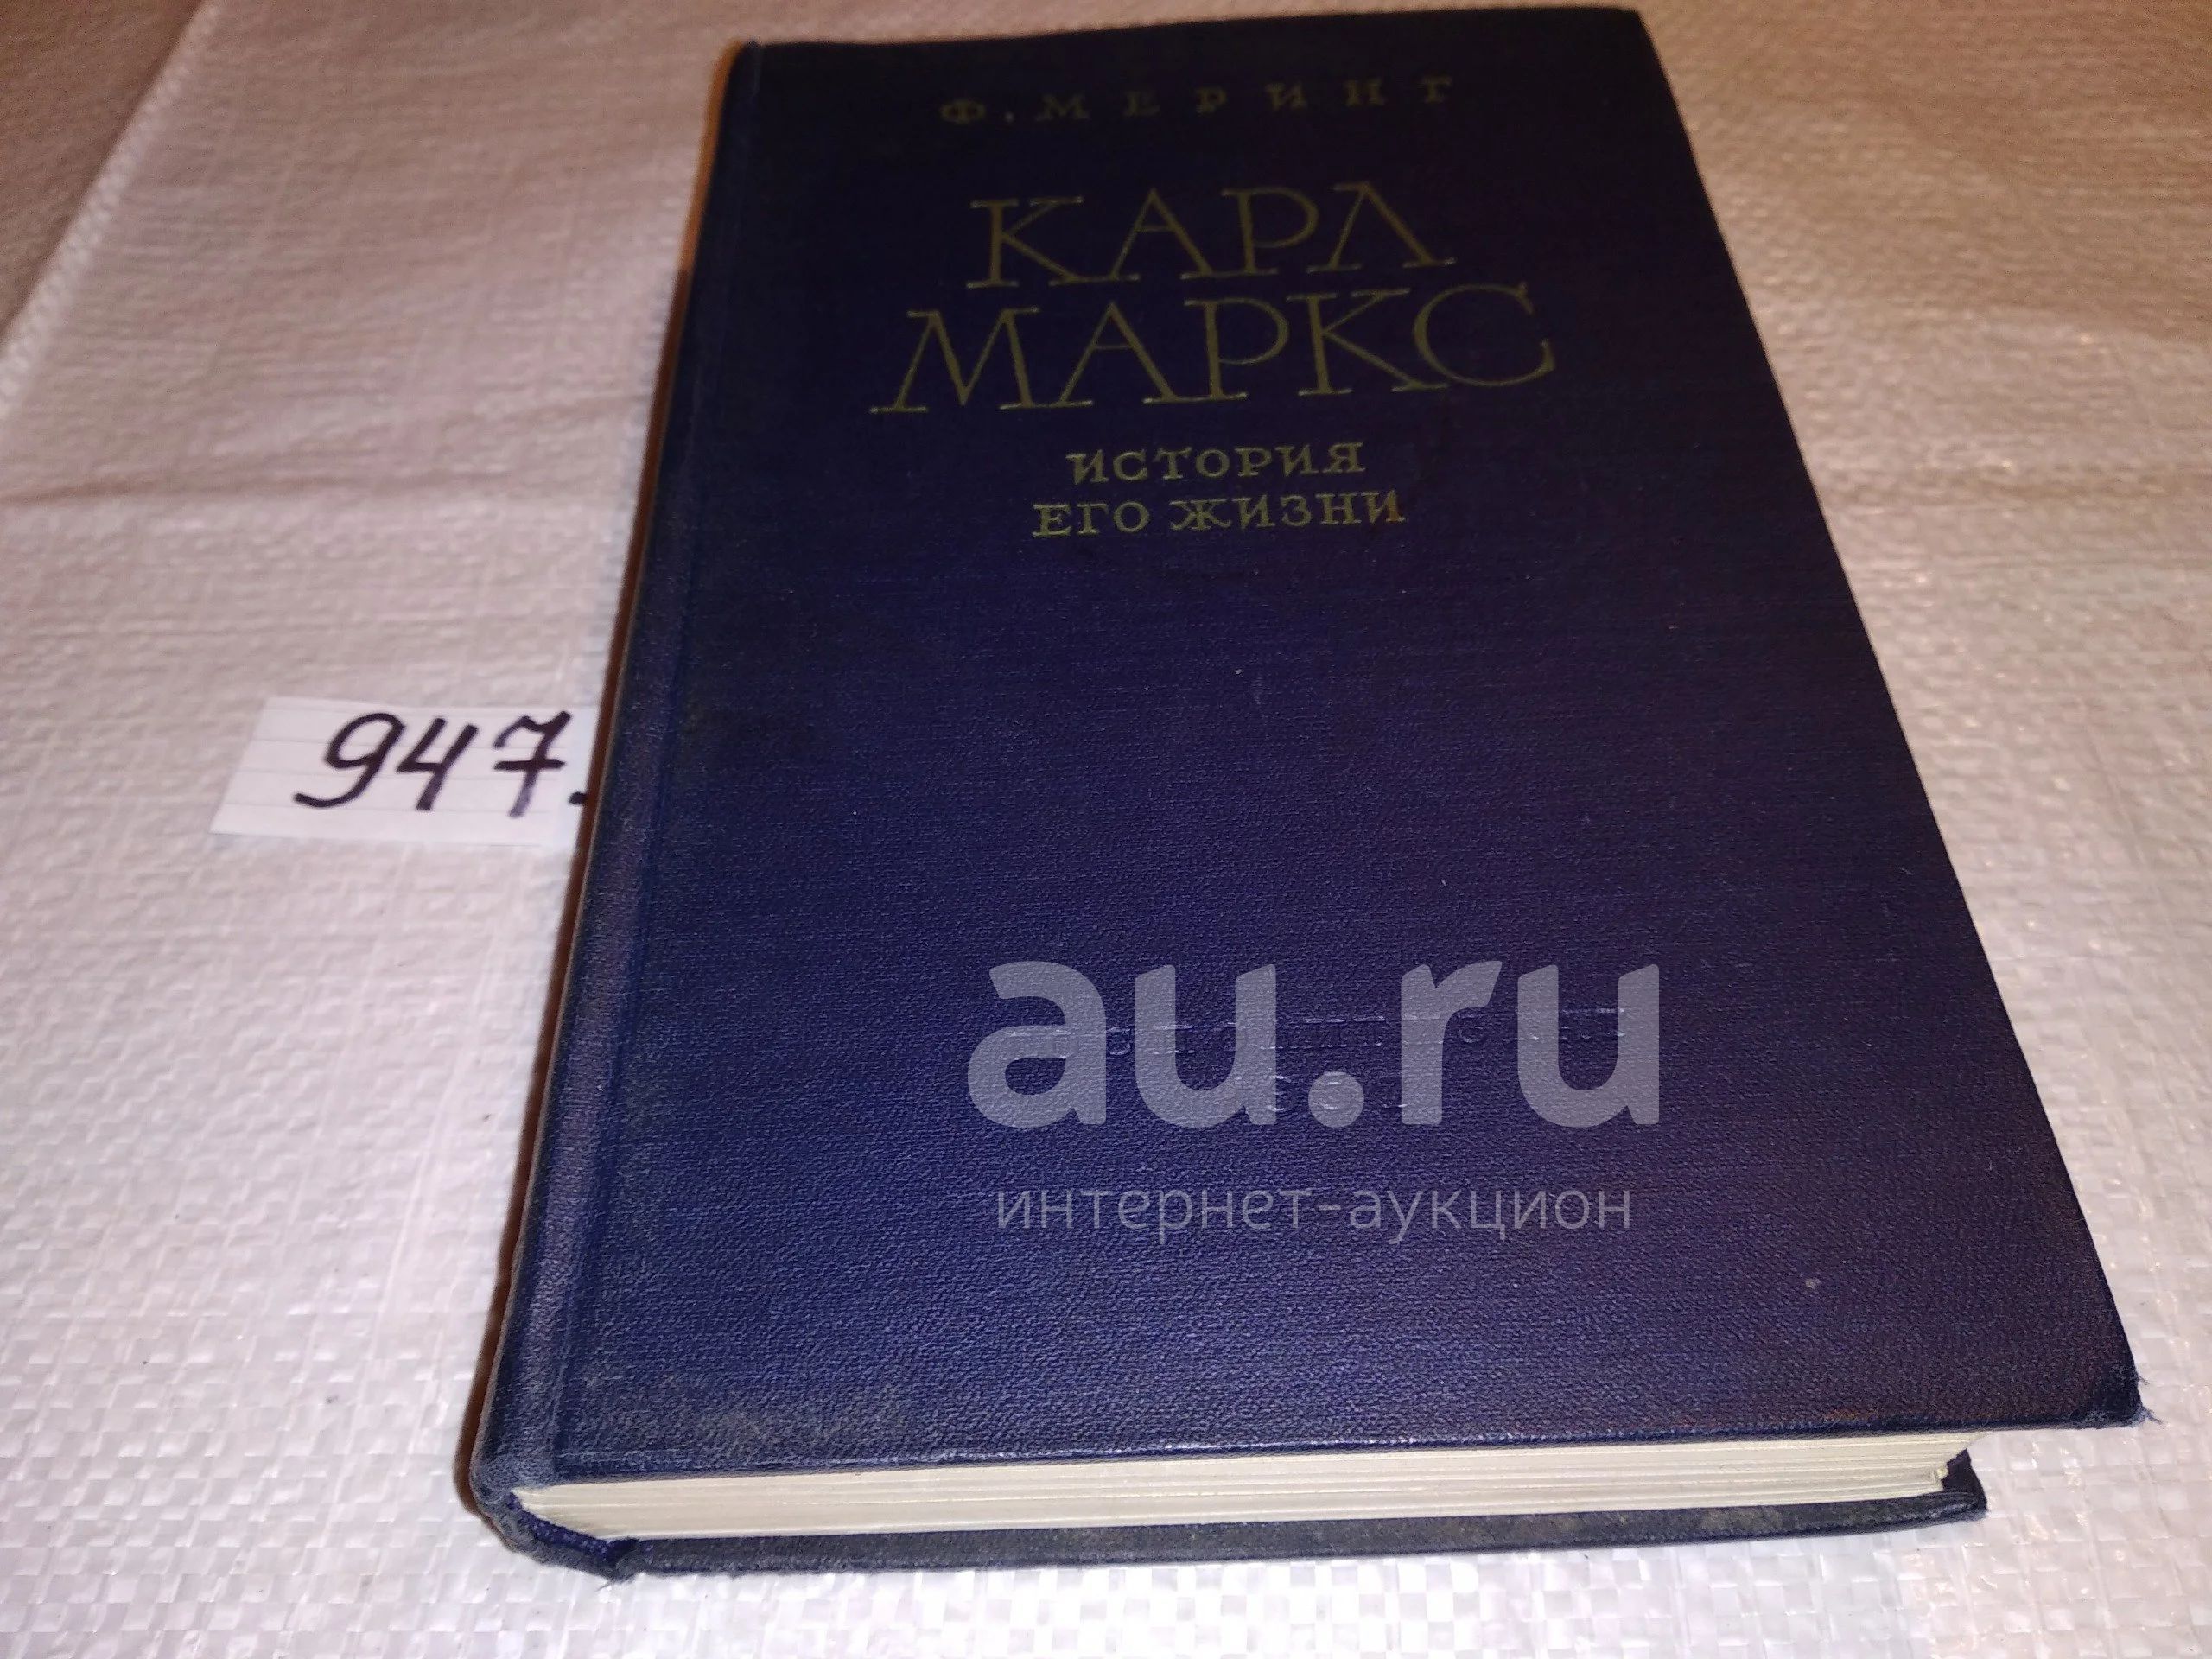 Ф. МЕРИНГ
КАРЛ
МАРКС
ИСТОРИЯ
ЕГО ЖИЗНИ
947.
au.ru
интернет-аукцион